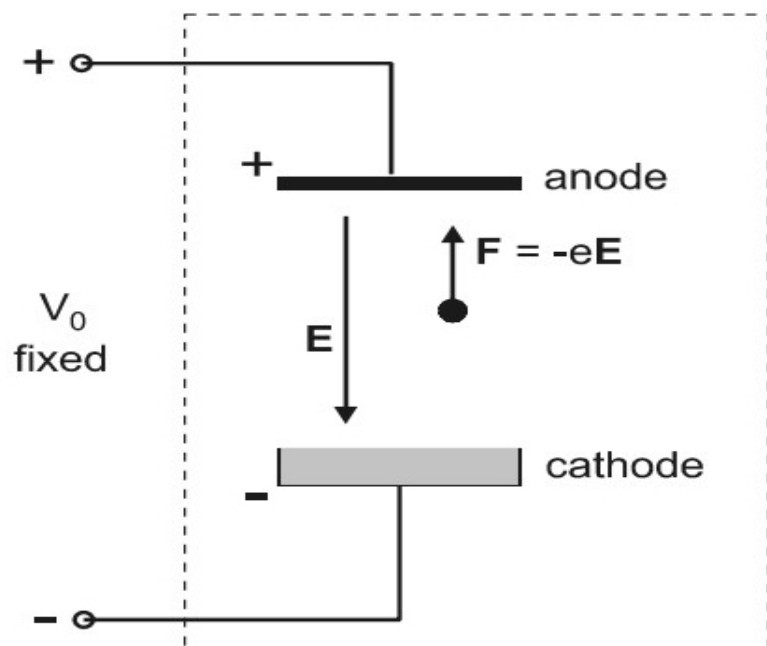 +
+
anode
F = -eE
V₀
fixed
E
cathode
-
-